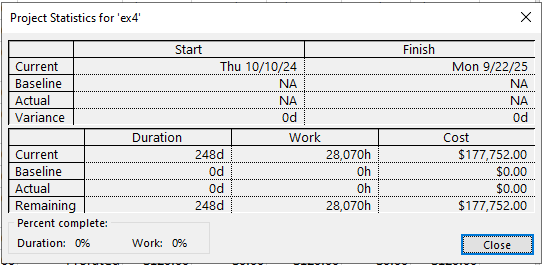 Project Statistics for 'ex4'
Start Finish
Current Thu 10/10/24 Mon 9/22/25
Baseline NA NA
Actual NA NA
Variance 0d 0d
Duration Work Cost
Current 248d 28,070h $177,752.00
Baseline 0d 0h $0.00
Actual 0d 0h $0.00
Remaining 248d 28,070h $177,752.00
Percent complete:
Duration: 0% Work: 0%
Close